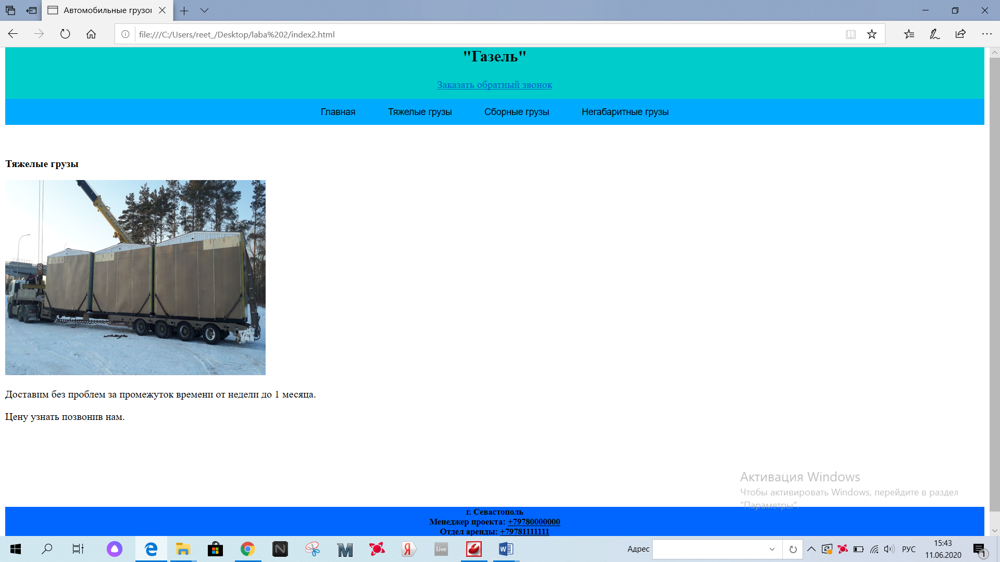 Автомобильные грузо
file:///C:/Users/reet_/Desktop/laba%202/index2.html
"Газель"
Заказать обратный звонок
Главная Тяжелые грузы Сборные грузы Негабаритные грузы
Тяжелые грузы
Доставим без проблем за промежуток времени от недели до 1 месяца.
Цену узнать позвонив нам.
Активация Windows
Чтобы активировать Windows, перейдите в раздел
"Параметры".
г. Севастополь
Менеджер проекта: +79780000000
Отдел аренды: +79781111111
Live
Адрес
РУС
15:43
11.06.2020
1